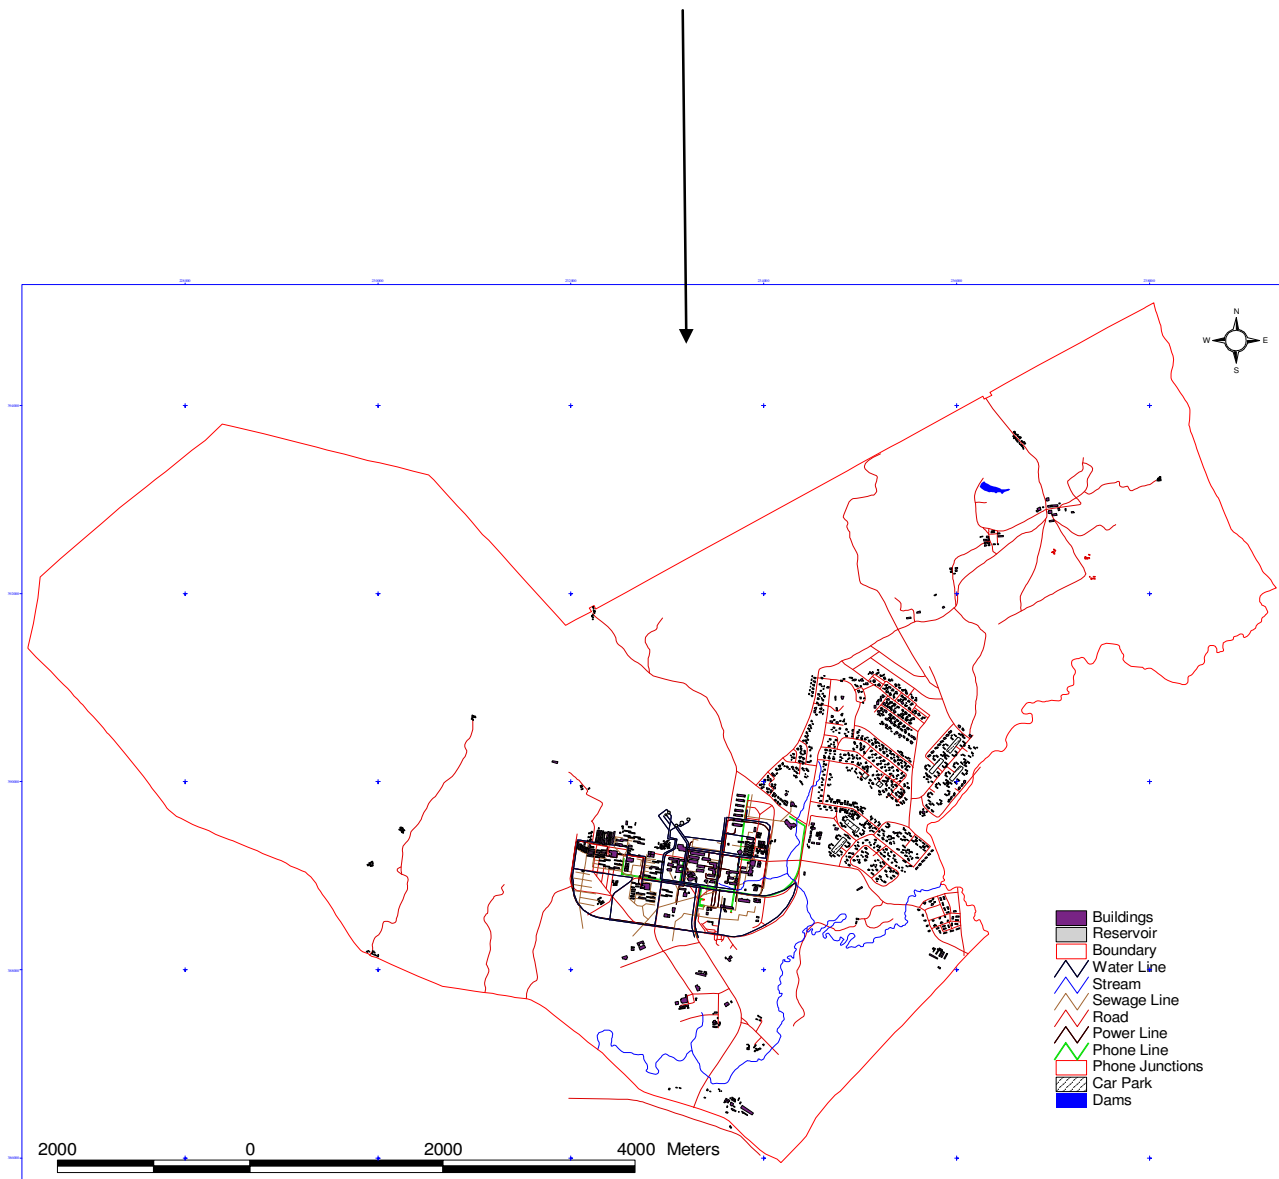 N
W E
S
Buildings
Reservoir
Boundary
Water Line
Stream
Sewage Line
Road
Power Line
Phone Line
Phone Junctions
Car Park
Dams
2000 0 2000 4000 Meters